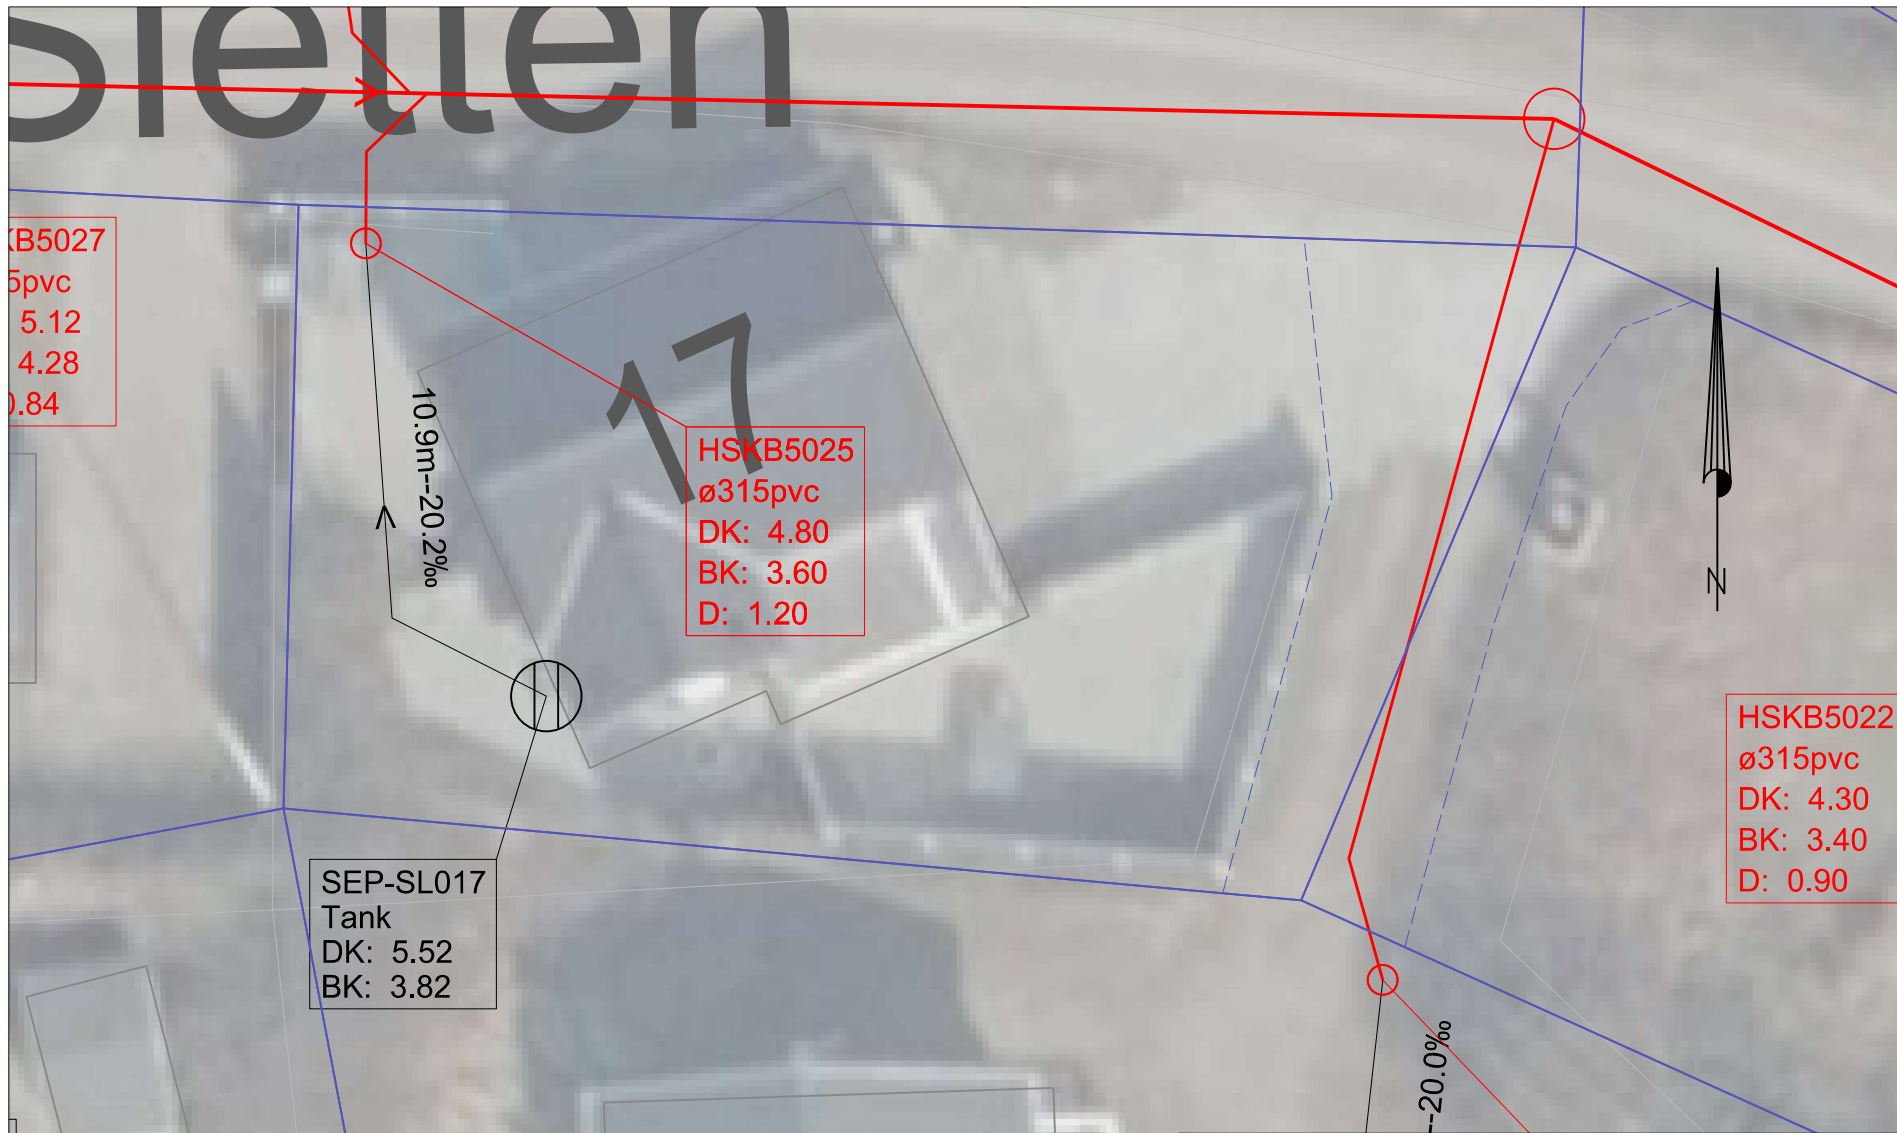 Sletten
KB5027
5pvc
5.12
4.28
0.84
17
10.9m--20.2‰
HSKB5025
ø315pvc
DK: 4.80
BK: 3.60
D: 1.20
N
HSKB5022
ø315pvc
DK: 4.30
BK: 3.40
D: 0.90
SEP-SL017
Tank
DK: 5.52
BK: 3.82
--20.0‰